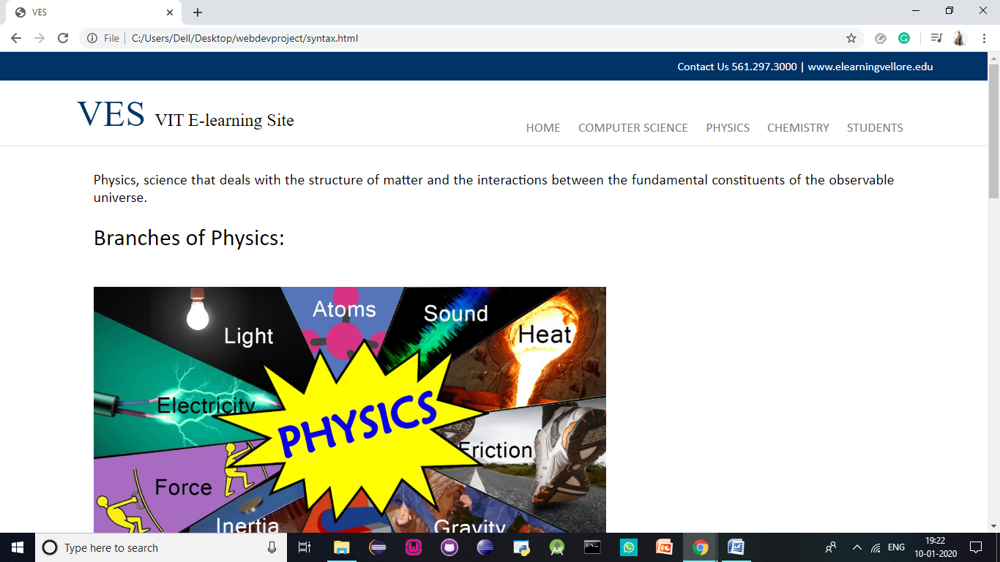 VES
File
C:/Users/Dell/Desktop/webdevproject/syntax.html
Contact Us 561.297.3000 | www.elearningvellore.edu
VES VIT E-learning Site
HOME COMPUTER SCIENCE PHYSICS CHEMISTRY STUDENTS
Physics, science that deals with the structure of matter and the interactions between the fundamental constituents of the observable
universe.
Branches of Physics:
Atoms
Sound
Light
Heat
Electricity
PHYSICS
Friction
Force
Inertia
Gravity
Type here to search
ENG
19:22
10-01-2020